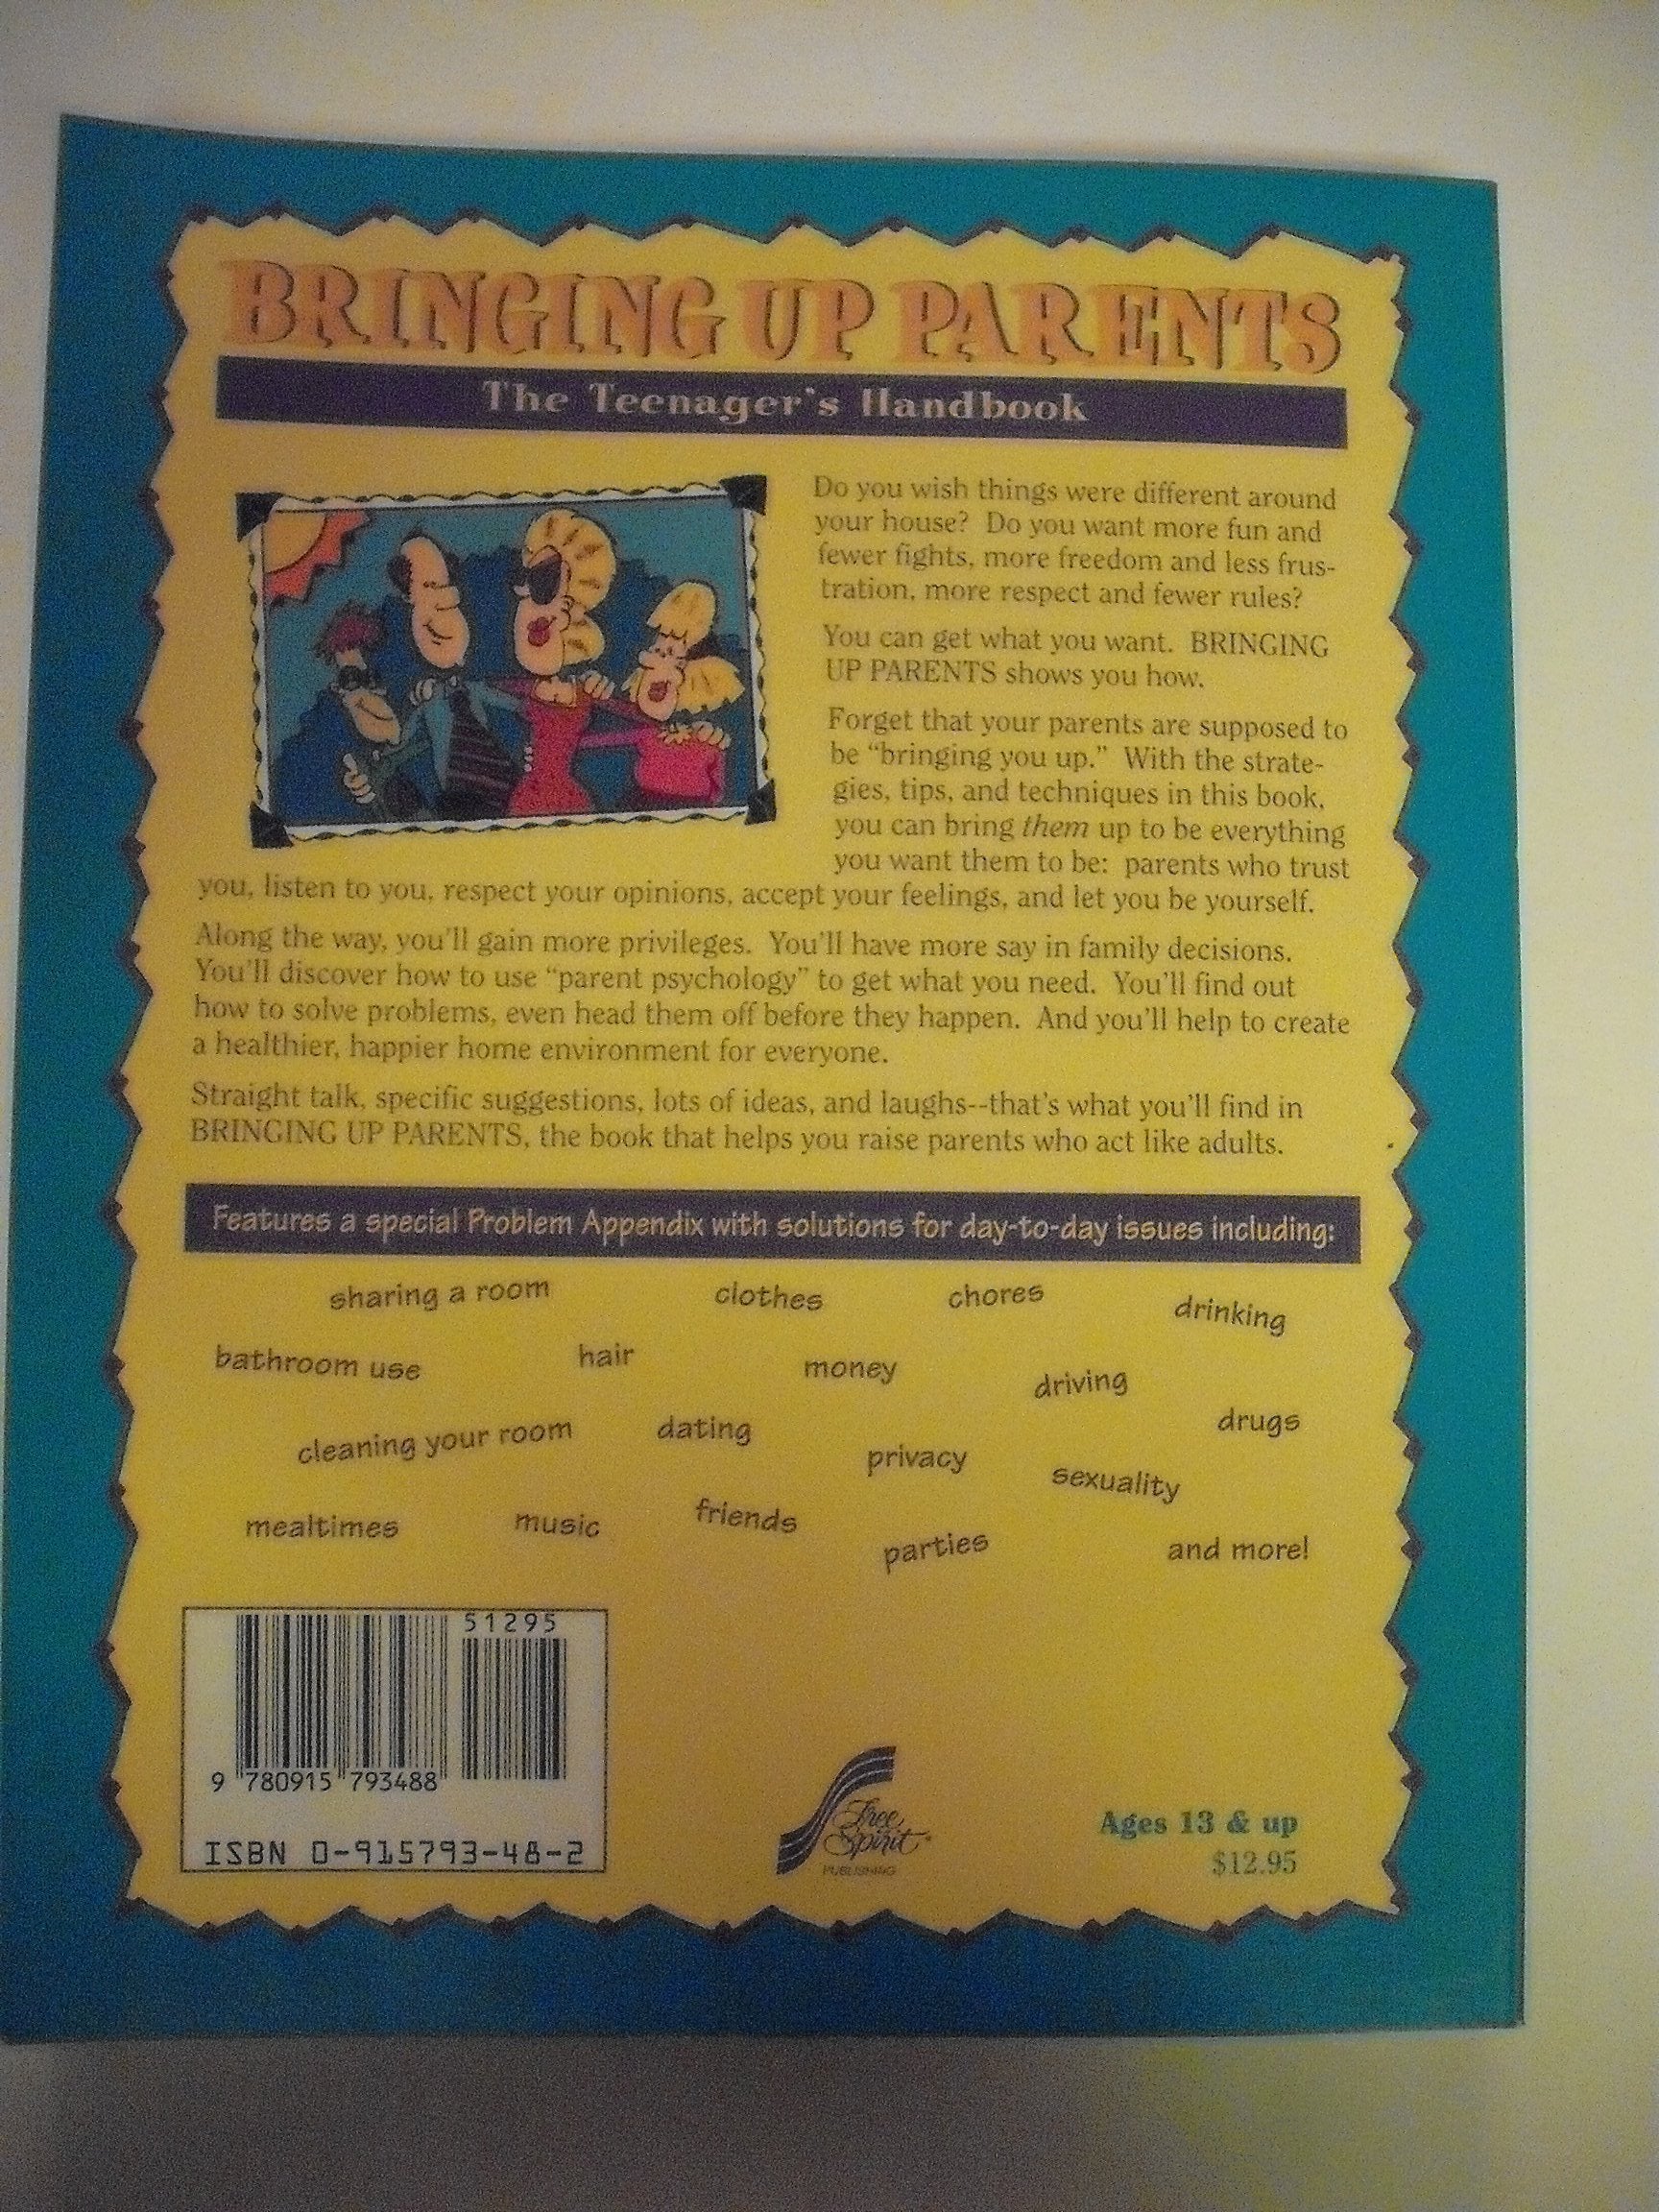 BRINGING UP PARENTS
The Teenager's Handbook
Do you wish things were different around
your house? Do you want more fun and
fewer fights, more freedom and less frus-
tration, more respect and fewer rules?
You can get what you want. BRINGING
UP PARENTS shows you how.
Forget that your parents are supposed to
be “bringing you up.” With the strate-
gies, tips, and techniques in this book,
you can bring them up to be everything
you want them to be: parents who trust
you, listen to you, respect your opinions, accept your feelings, and let you be yourself.
Along the way, you'll gain more privileges. You'll have more say in family decisions.
You'll discover how to use “parent psychology” to get what you need. You'll find out
how to solve problems, even head them off before they happen. And you'll help to create
a healthier, happier home environment for everyone.
Straight talk, specific suggestions, lots of ideas, and laughs--that's what you'll find in
BRINGING UP PARENTS, the book that helps you raise parents who act like adults.
Features a special Problem Appendix with solutions for day-to-day issues including:
sharing a room clothes chores drinking
bathroom use hair money driving
cleaning your room dating privacy sexuality drugs
mealtimes music friends parties and more!
51295
9 780915 793488
ISBN 0-915793-48-2
Free
Spirit
PUBLISHING
Ages 13 & up
$12.95